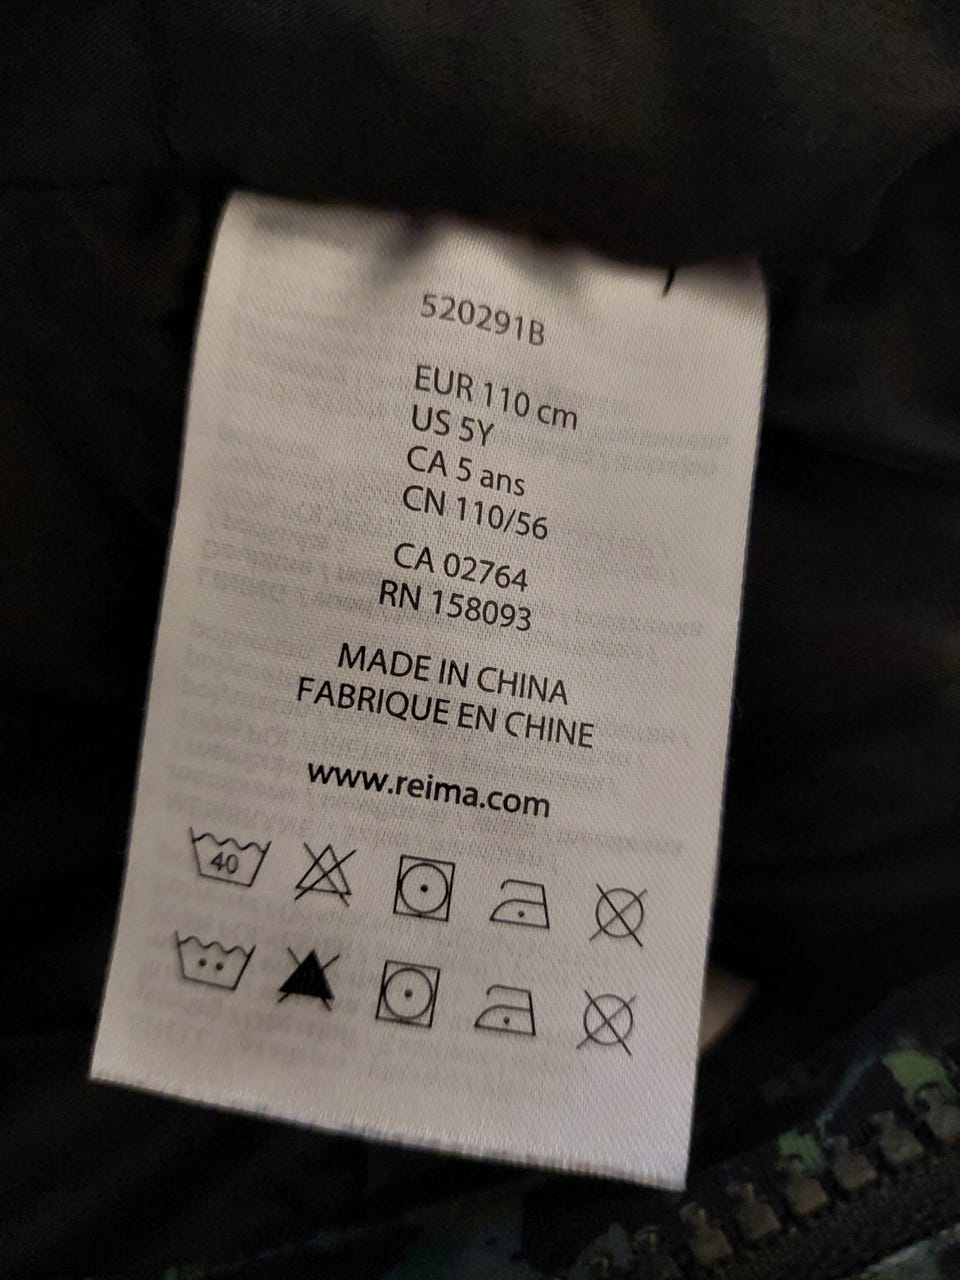 520291B
EUR 110 cm
US 5Y
CA 5 ans
CN 110/56
CA 02764
RN 158093
MADE IN CHINA
FABRIQUE EN CHINE
www.reima.com
40